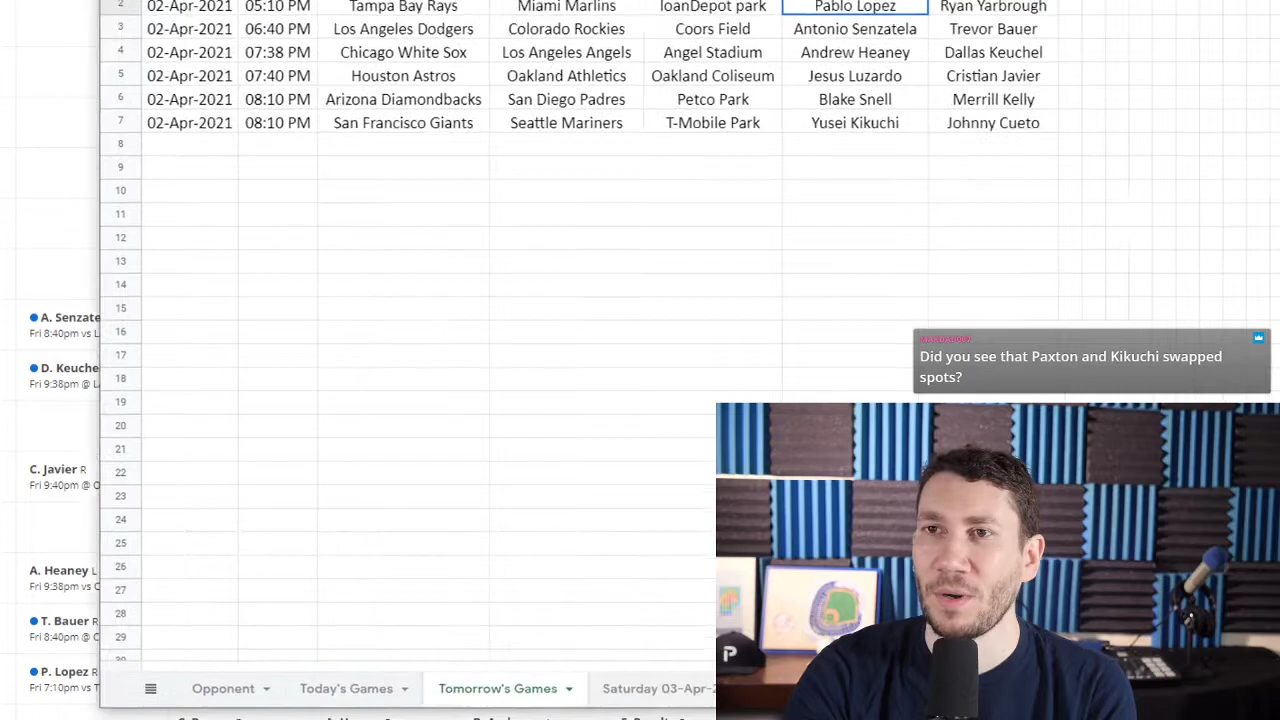 2 02-Apr-2021 05:10 PM Tampa Bay Rays Miami Marlins loanDepot park Pablo Lopez Ryan Yarbrough
3 02-Apr-2021 06:40 PM Los Angeles Dodgers Colorado Rockies Coors Field Antonio Senzatela Trevor Bauer
4 02-Apr-2021 07:38 PM Chicago White Sox Los Angeles Angels Angel Stadium Andrew Heaney Dallas Keuchel
5 02-Apr-2021 07:40 PM Houston Astros Oakland Athletics Oakland Coliseum Jesus Luzardo Cristian Javier
6 02-Apr-2021 08:10 PM Arizona Diamondbacks San Diego Padres Petco Park Blake Snell Merrill Kelly
7 02-Apr-2021 08:10 PM San Francisco Giants Seattle Mariners T-Mobile Park Yusei Kikuchi Johnny Cueto
8
9
10
11
12
13
14
15
16
17
18
19
20
21
22
23
24
25
26
27
28
29
30
A. Senzate
Fri 8:40pm vs L
D. Keuche
Fri 9:38pm @ L
C. Javier R
Fri 9:40pm @ O
A. Heaney L
Fri 9:38pm vs C
T. Bauer R
Fri 8:40pm @ C
P. Lopez R
Fri 7:10pm vs T
Did you see that Paxton and Kikuchi swapped
spots?
P
Opponent Today's Games Tomorrow's Games Saturday 03-Apr-2